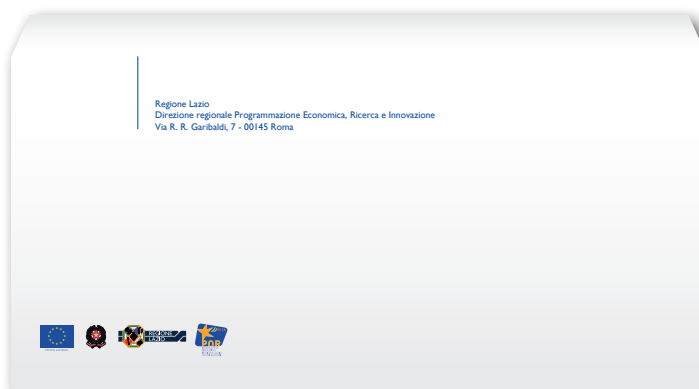 Regione Lazio
Direzione regionale Programmazione Economica, Ricerca e Innovazione
Via R. R. Garibaldi, 7 - 00145 Roma
REGIONE
LAZIO
POR